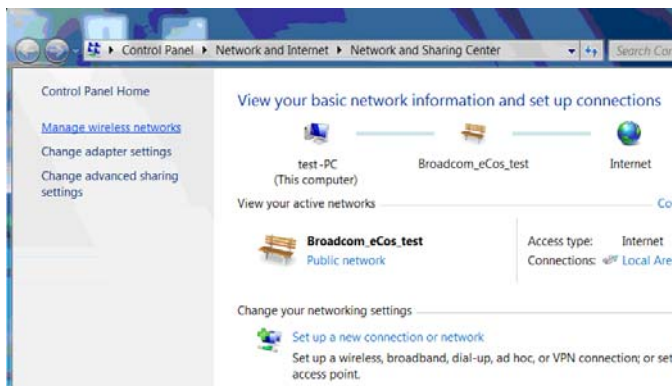 Control Panel ▸ Network and Internet ▸ Network and Sharing Center
Search Con
Control Panel Home
Manage wireless networks
Change adapter settings
Change advanced sharing
settings
View your basic network information and set up connections
test-PC
(This computer)
Broadcom_eCos_test
Internet
View your active networks
Co
Broadcom_eCos_test
Public network
Access type: Internet
Connections: Local Are
Change your networking settings
Set up a new connection or network
Set up a wireless, broadband, dial-up, ad hoc, or VPN connection; or set
access point.